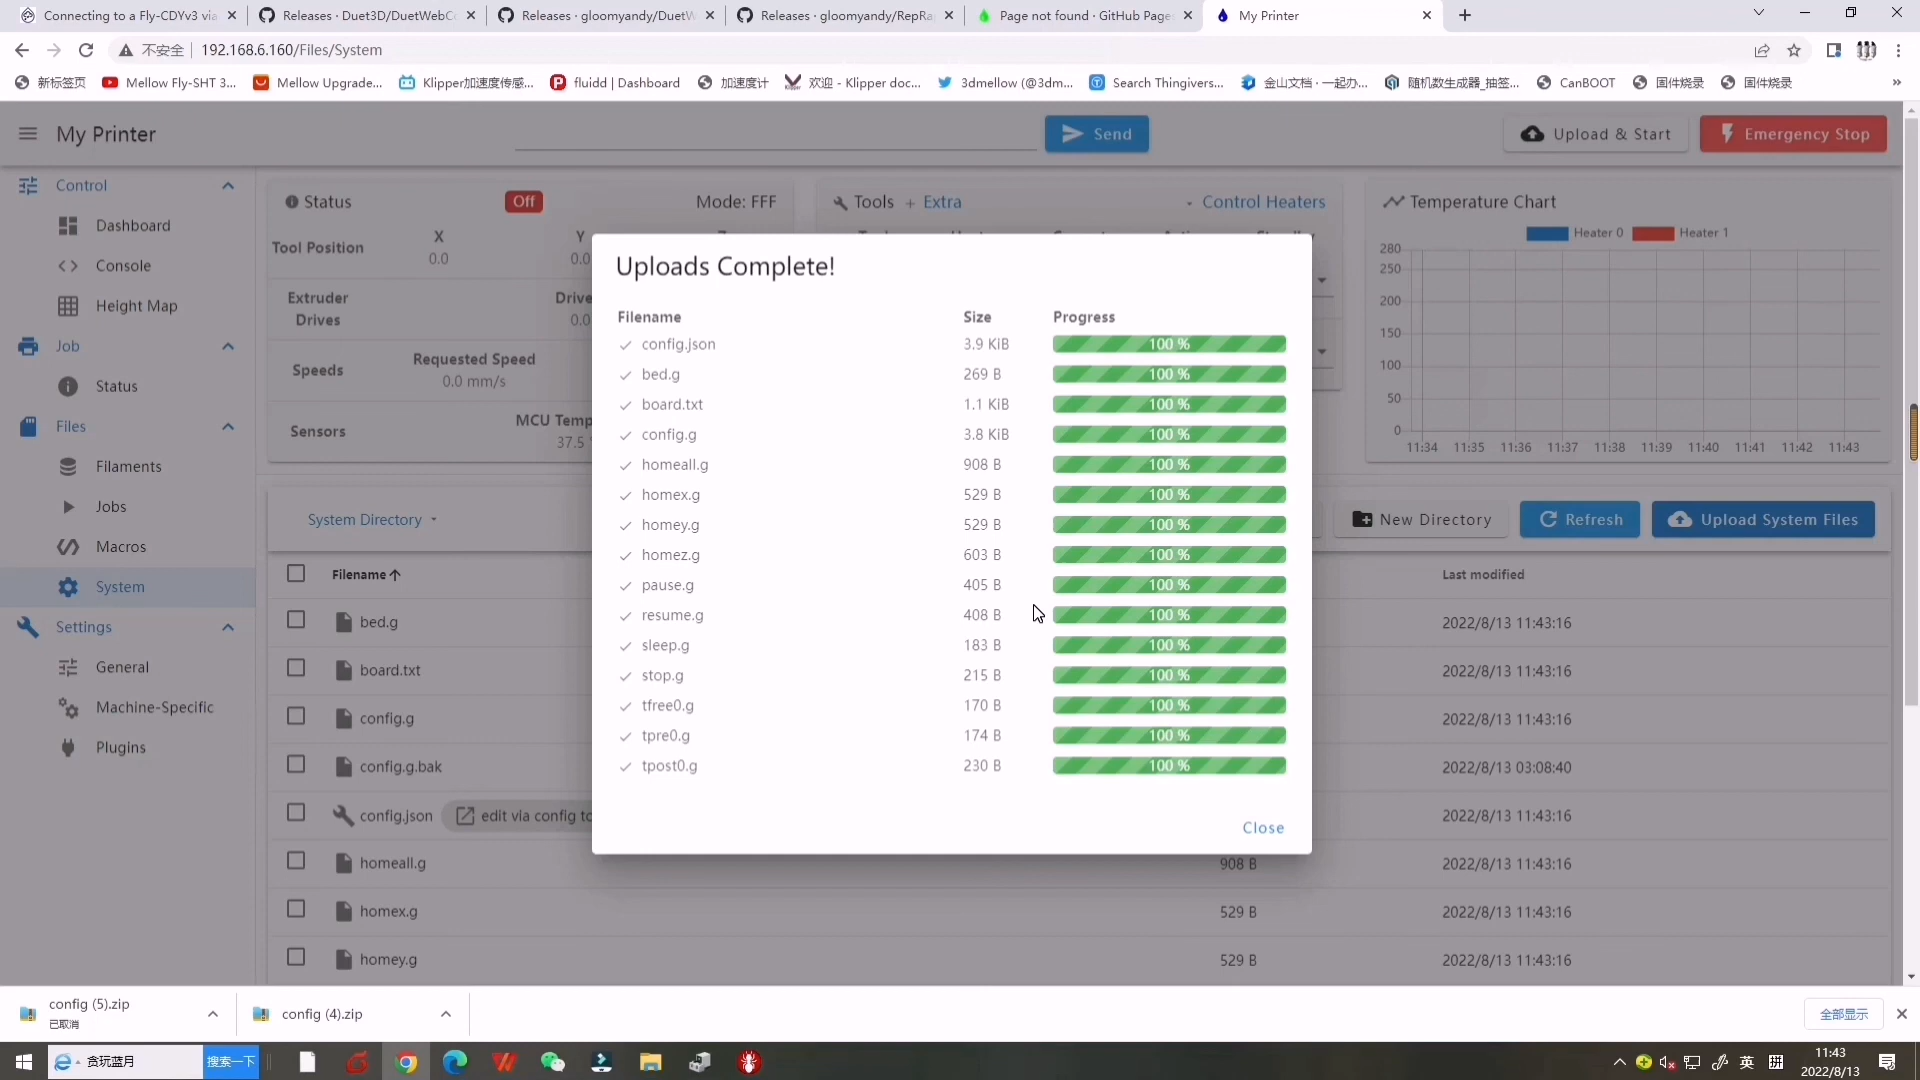 Connecting to a Fly-CDYv3 via
Releases · Duet3D/DuetWebCo
Releases · gloomyandy/DuetW
Releases · gloomyandy/RepRa
Page not found · GitHub Page
My Printer
不安全
192.168.6.160/Files/System
新标签页
Mellow Fly-SHT 3...
Mellow Upgrade...
Klipper加速度传感...
fluidd | Dashboard
加速度计
欢迎 - Klipper doc...
3dmellow (@3dm...
Search Thingivers...
金山文档 · 一起办...
随机数生成器_抽签...
CanBOOT
固件烧录
固件烧录
»
My Printer
Send
Upload & Start
Emergency Stop
Control
Dashboard
Console
Height Map
Job
Status
Files
Filaments
Jobs
Macros
System
Settings
General
Machine-Specific
Plugins
Status
Off
Mode: FFF
Tool Position
X
Y
0.0
0.0
Extruder
Drives
Drive
0.0
Speeds
Requested Speed
0.0 mm/s
Sensors
MCU Temp
37.5
Tools + Extra
Control Heaters
Temperature Chart
Heater 0
Heater 1
280
250
200
150
100
50
0
11:34 11:35 11:36 11:37 11:38 11:39 11:40 11:41 11:42 11:43
Uploads Complete!
Filename Size Progress
config.json 3.9 KiB 100 %
bed.g 269 B 100 %
board.txt 1.1 KiB 100 %
config.g 3.8 KiB 100 %
homeall.g 908 B 100 %
homex.g 529 B 100 %
homey.g 529 B 100 %
homez.g 603 B 100 %
pause.g 405 B 100 %
resume.g 408 B 100 %
sleep.g 183 B 100 %
stop.g 215 B 100 %
tfree0.g 170 B 100 %
tpre0.g 174 B 100 %
tpost0.g 230 B 100 %
Close
System Directory
New Directory
Refresh
Upload System Files
Filename
Last modified
bed.g 2022/8/13 11:43:16
board.txt 2022/8/13 11:43:16
config.g 2022/8/13 11:43:16
config.g.bak 2022/8/13 03:08:40
config.json edit via config to 2022/8/13 11:43:16
homeall.g 908 B 2022/8/13 11:43:16
homex.g 529 B 2022/8/13 11:43:16
homey.g 529 B 2022/8/13 11:43:16
config (5).zip
已取消
config (4).zip
全部显示
贪玩蓝月
搜索一下
英
拼
11:43
2022/8/13